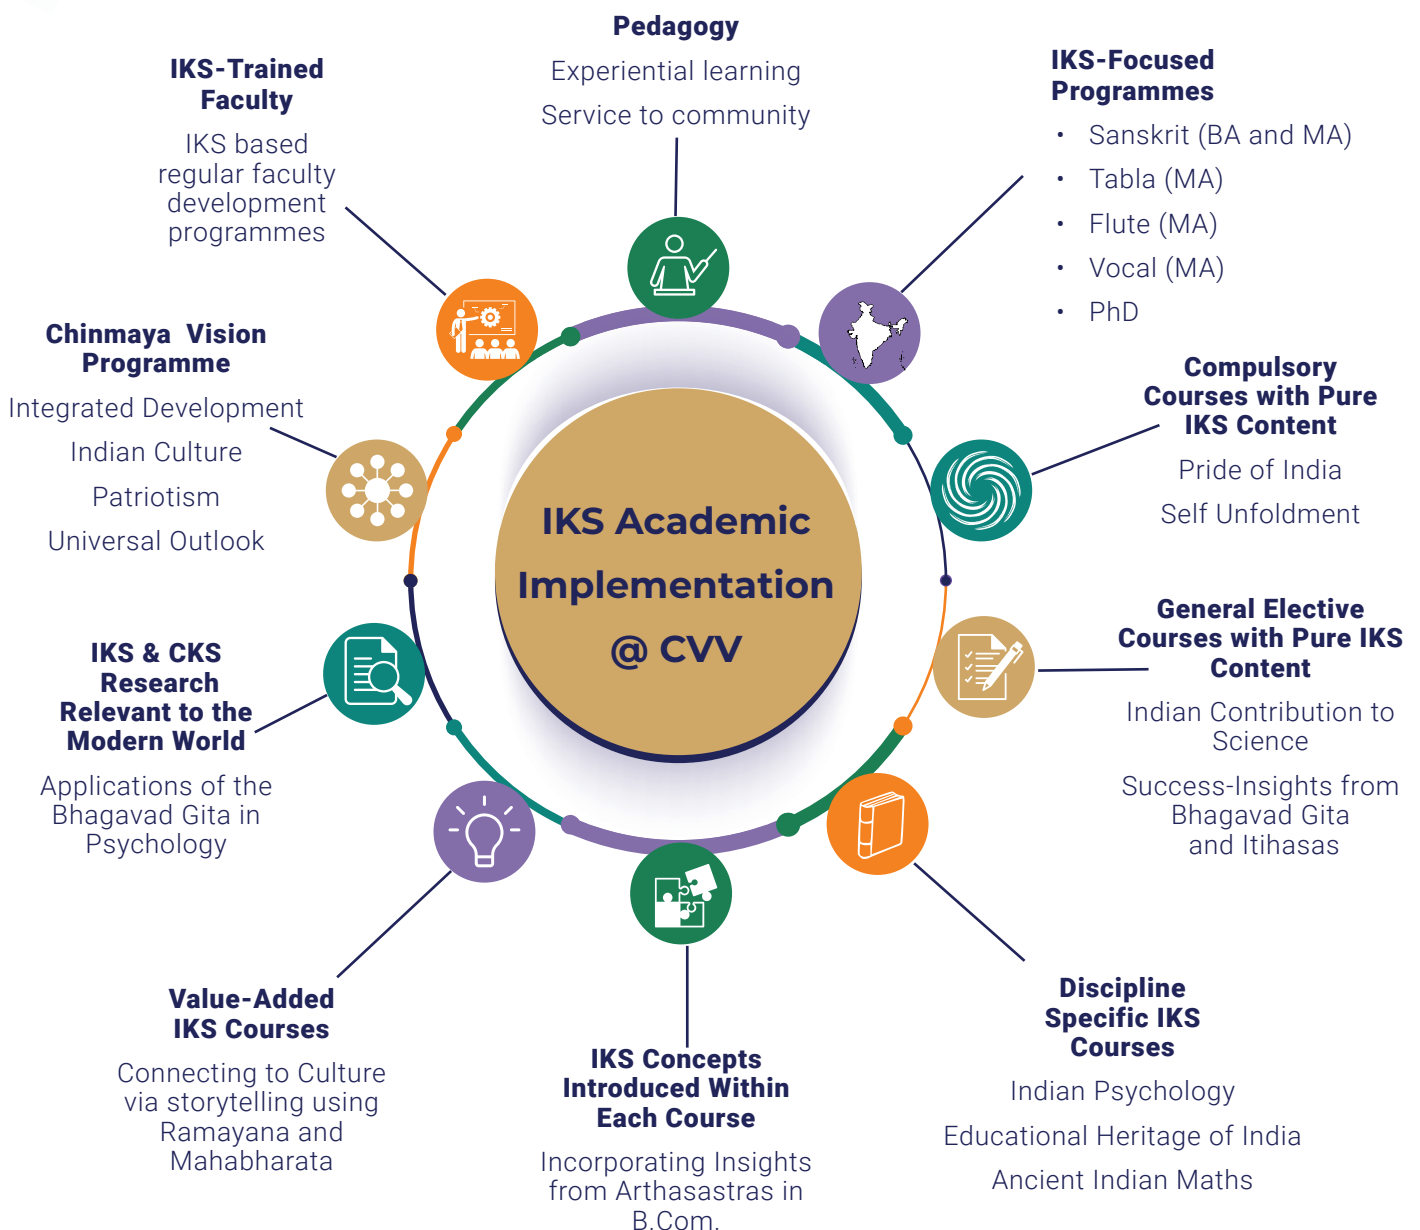 Pedagogy
Experiential learning
Service to community
IKS-Focused
Programmes
• Sanskrit (BA and MA)
• Tabla (MA)
• Flute (MA)
• Vocal (MA)
• PhD
Compulsory
Courses with Pure
IKS Content
Pride of India
Self Unfoldment
General Elective
Courses with Pure IKS
Content
Indian Contribution to
Science
Success-Insights from
Bhagavad Gita
and Itihasas
Discipline
Specific IKS
Courses
Indian Psychology
Educational Heritage of India
Ancient Indian Maths
IKS Concepts
Introduced Within
Each Course
Incorporating Insights
from Arthasastras in
B.Com.
Value-Added
IKS Courses
Connecting to Culture
via storytelling using
Ramayana and
Mahabharata
IKS & CKS
Research
Relevant to the
Modern World
Applications of the
Bhagavad Gita in
Psychology
Chinmaya Vision
Programme
Integrated Development
Indian Culture
Patriotism
Universal Outlook
IKS-Trained
Faculty
IKS based
regular faculty
development
programmes
IKS Academic
Implementation
@ CVV